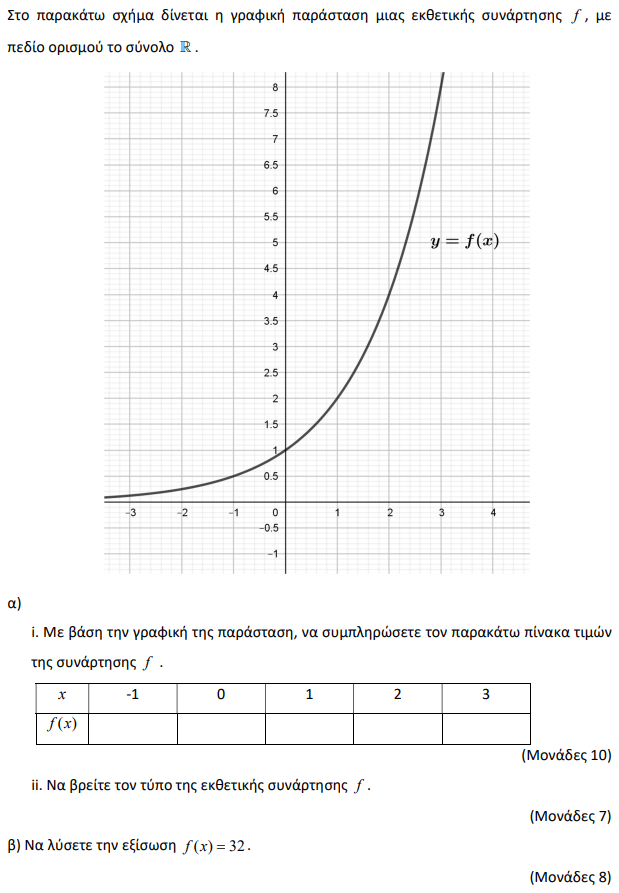 Στο παρακάτω σχήμα δίνεται η γραφική παράσταση μιας εκθετικής συνάρτησης f , με
πεδίο ορισμού το σύνολο ℝ .
8
7.5
7
6.5
6
5.5
5
y = f(x)
4.5
4
3.5
3
2.5
2
1.5
1
0.5
−3 −2 −1 0 1 2 3 4
−0.5
−1
α)
i. Με βάση την γραφική της παράσταση, να συμπληρώσετε τον παρακάτω πίνακα τιμών
της συνάρτησης f .
x -1 0 1 2 3
f(x)
(Μονάδες 10)
ii. Να βρείτε τον τύπο της εκθετικής συνάρτησης f .
(Μονάδες 7)
β) Να λύσετε την εξίσωση f(x) = 32 .
(Μονάδες 8)